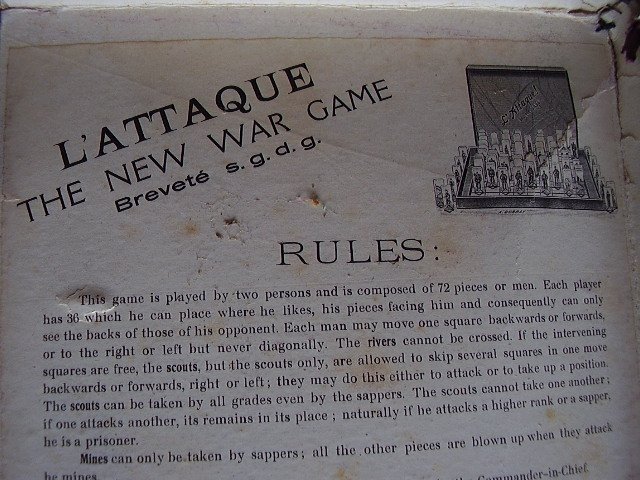 L'ATTAQUE
THE NEW WAR GAME
Breveté s. g. d. g.
RULES:
This game is played by two persons and is composed of 72 pieces or men. Each player
has 36 which he can place where he likes, his pieces facing him and consequently can only
see the backs of those of his opponent. Each man may move one square backwards or forwards,
or to the right or left but never diagonally. The rivers cannot be crossed. If the intervening
squares are free, the scouts, but the scouts only, are allowed to skip several squares in one move
backwards or forwards, right or left; they may do this either to attack or to take up a position.
The scouts can be taken by all grades even by the sappers. The scouts cannot take one another;
if one attacks another, its remains in its place; naturally if he attacks a higher rank or a sapper,
he is a prisoner.
Mines can only be taken by sappers; all the other pieces are blown up when they attack
he mines.
Commander-in-Chief